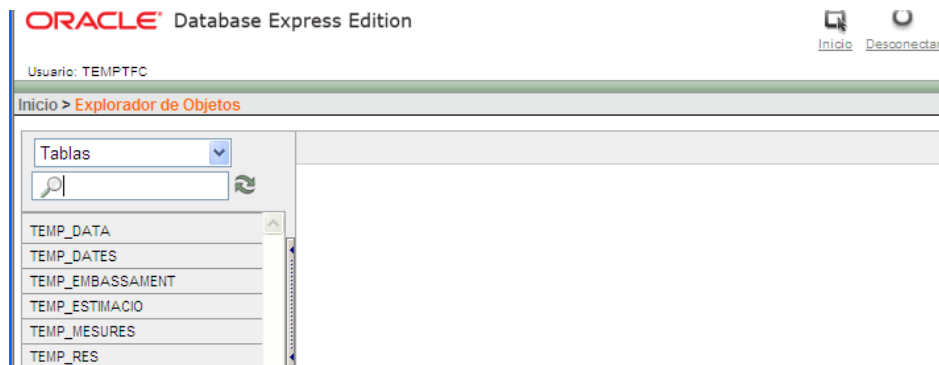 ORACLE Database Express Edition
Inicio Desconectar
Usuario: TEMPTFC
Inicio > Explorador de Objetos
Tablas
TEMP_DATA
TEMP_DATES
TEMP_EMBASSAMENT
TEMP_ESTIMACIO
TEMP_MESURES
TEMP_RES